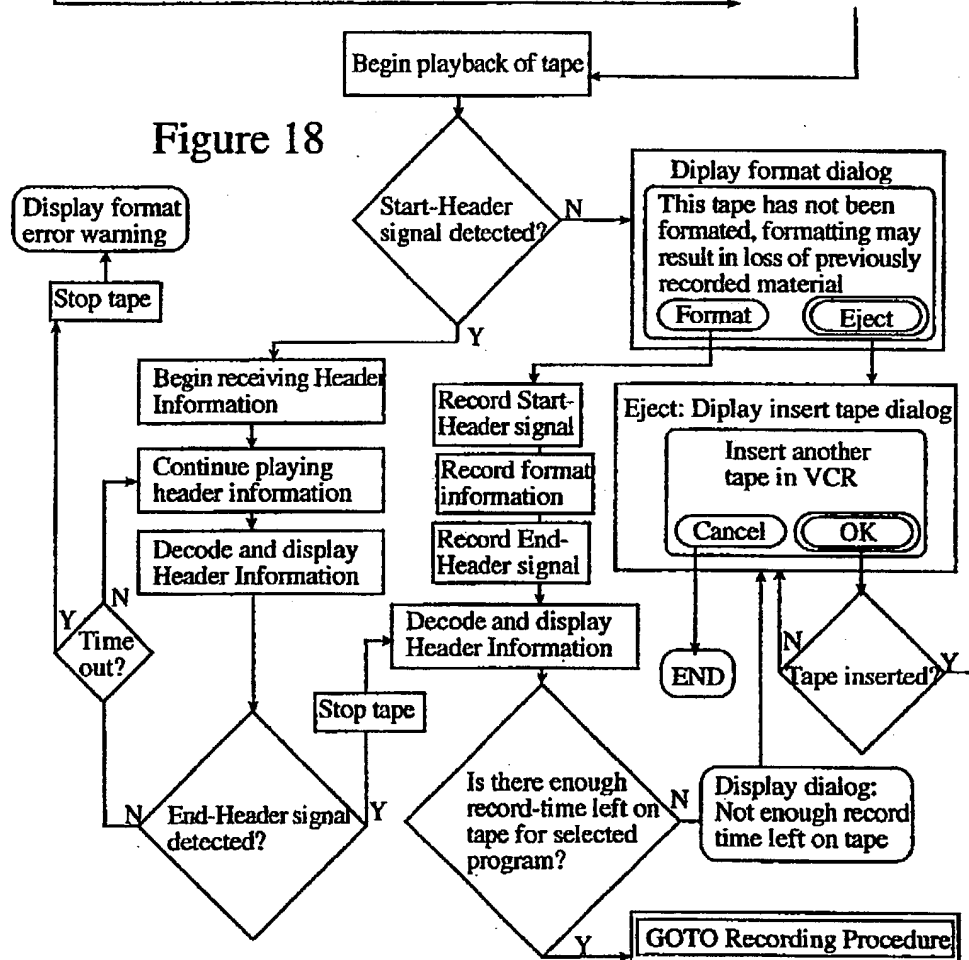 Begin playback of tape
Figure 18
Start-Header
signal detected?
N
Y
Diplay format dialog
This tape has not been
formated, formatting may
result in loss of previously
recorded material
Format
Eject
Display format
error warning
Stop tape
Begin receiving Header
Information
Continue playing
header information
Decode and display
Header Information
Record Start-
Header signal
Record format
information
Record End-
Header signal
Decode and display
Header Information
Eject: Diplay insert tape dialog
Insert another
tape in VCR
Cancel
OK
END
N
Tape inserted?
Y
Y
N
Time
out?
Stop tape
N
End-Header signal
detected?
Y
Is there enough
record-time left on
tape for selected
program?
N
Y
Display dialog:
Not enough record
time left on tape
GOTO Recording Procedure